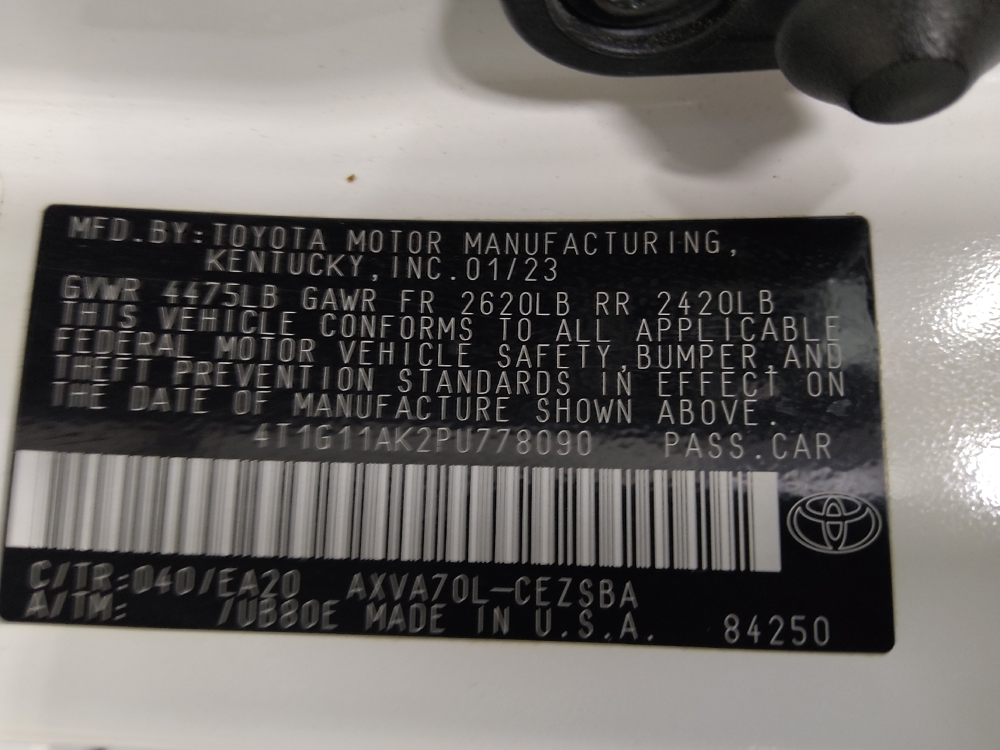 MFD.BY:TOYOTA MOTOR MANUFACTURING,
KENTUCKY,INC.01/23
GVWR 4475LB GAWR FR 2620LB RR 2420LB
THIS VEHICLE CONFORMS TO ALL APPLICABLE
FEDERAL MOTOR VEHICLE SAFETY,BUMPER,AND
THEFT PREVENTION STANDARDS IN EFFECT ON
THE DATE OF MANUFACTURE SHOWN ABOVE.
4T1G11AK2PU778090 PASS.CAR
C/TR:040/EA20 AXVA70L-CEZSBA
A/TM: /UB80E MADE IN U.S.A. 84250